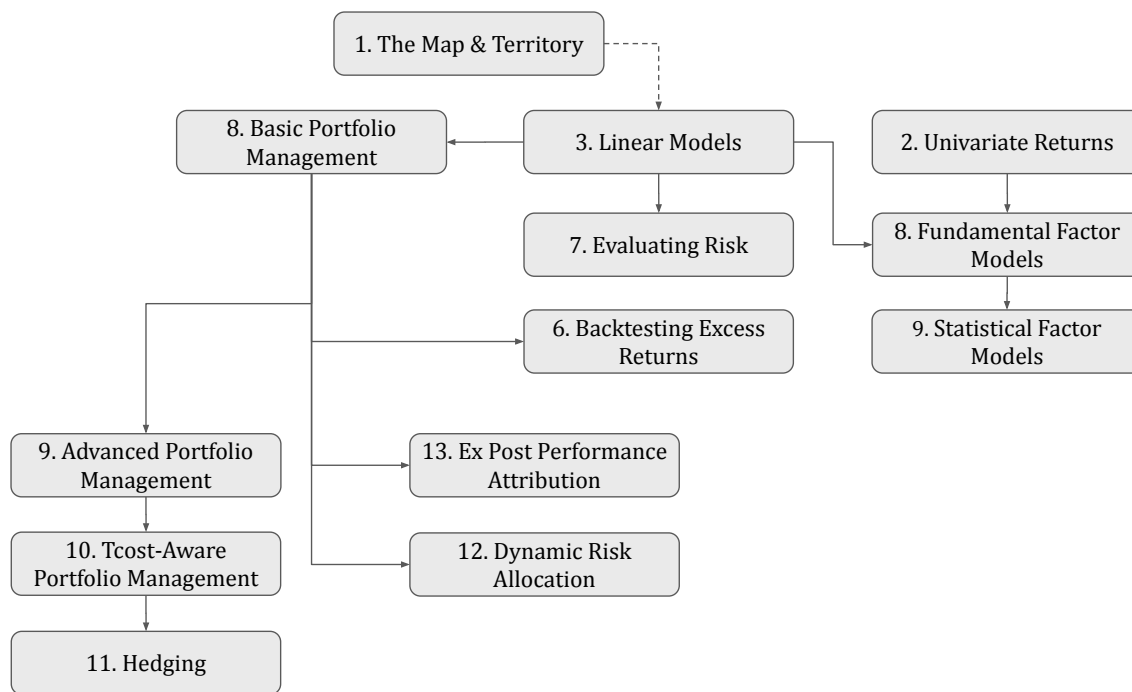 1. The Map & Territory
8. Basic Portfolio
Management
3. Linear Models
2. Univariate Returns
7. Evaluating Risk
8. Fundamental Factor
Models
6. Backtesting Excess
Returns
9. Statistical Factor
Models
9. Advanced Portfolio
Management
13. Ex Post Performance
Attribution
10. Tcost-Aware
Portfolio Management
12. Dynamic Risk
Allocation
11. Hedging